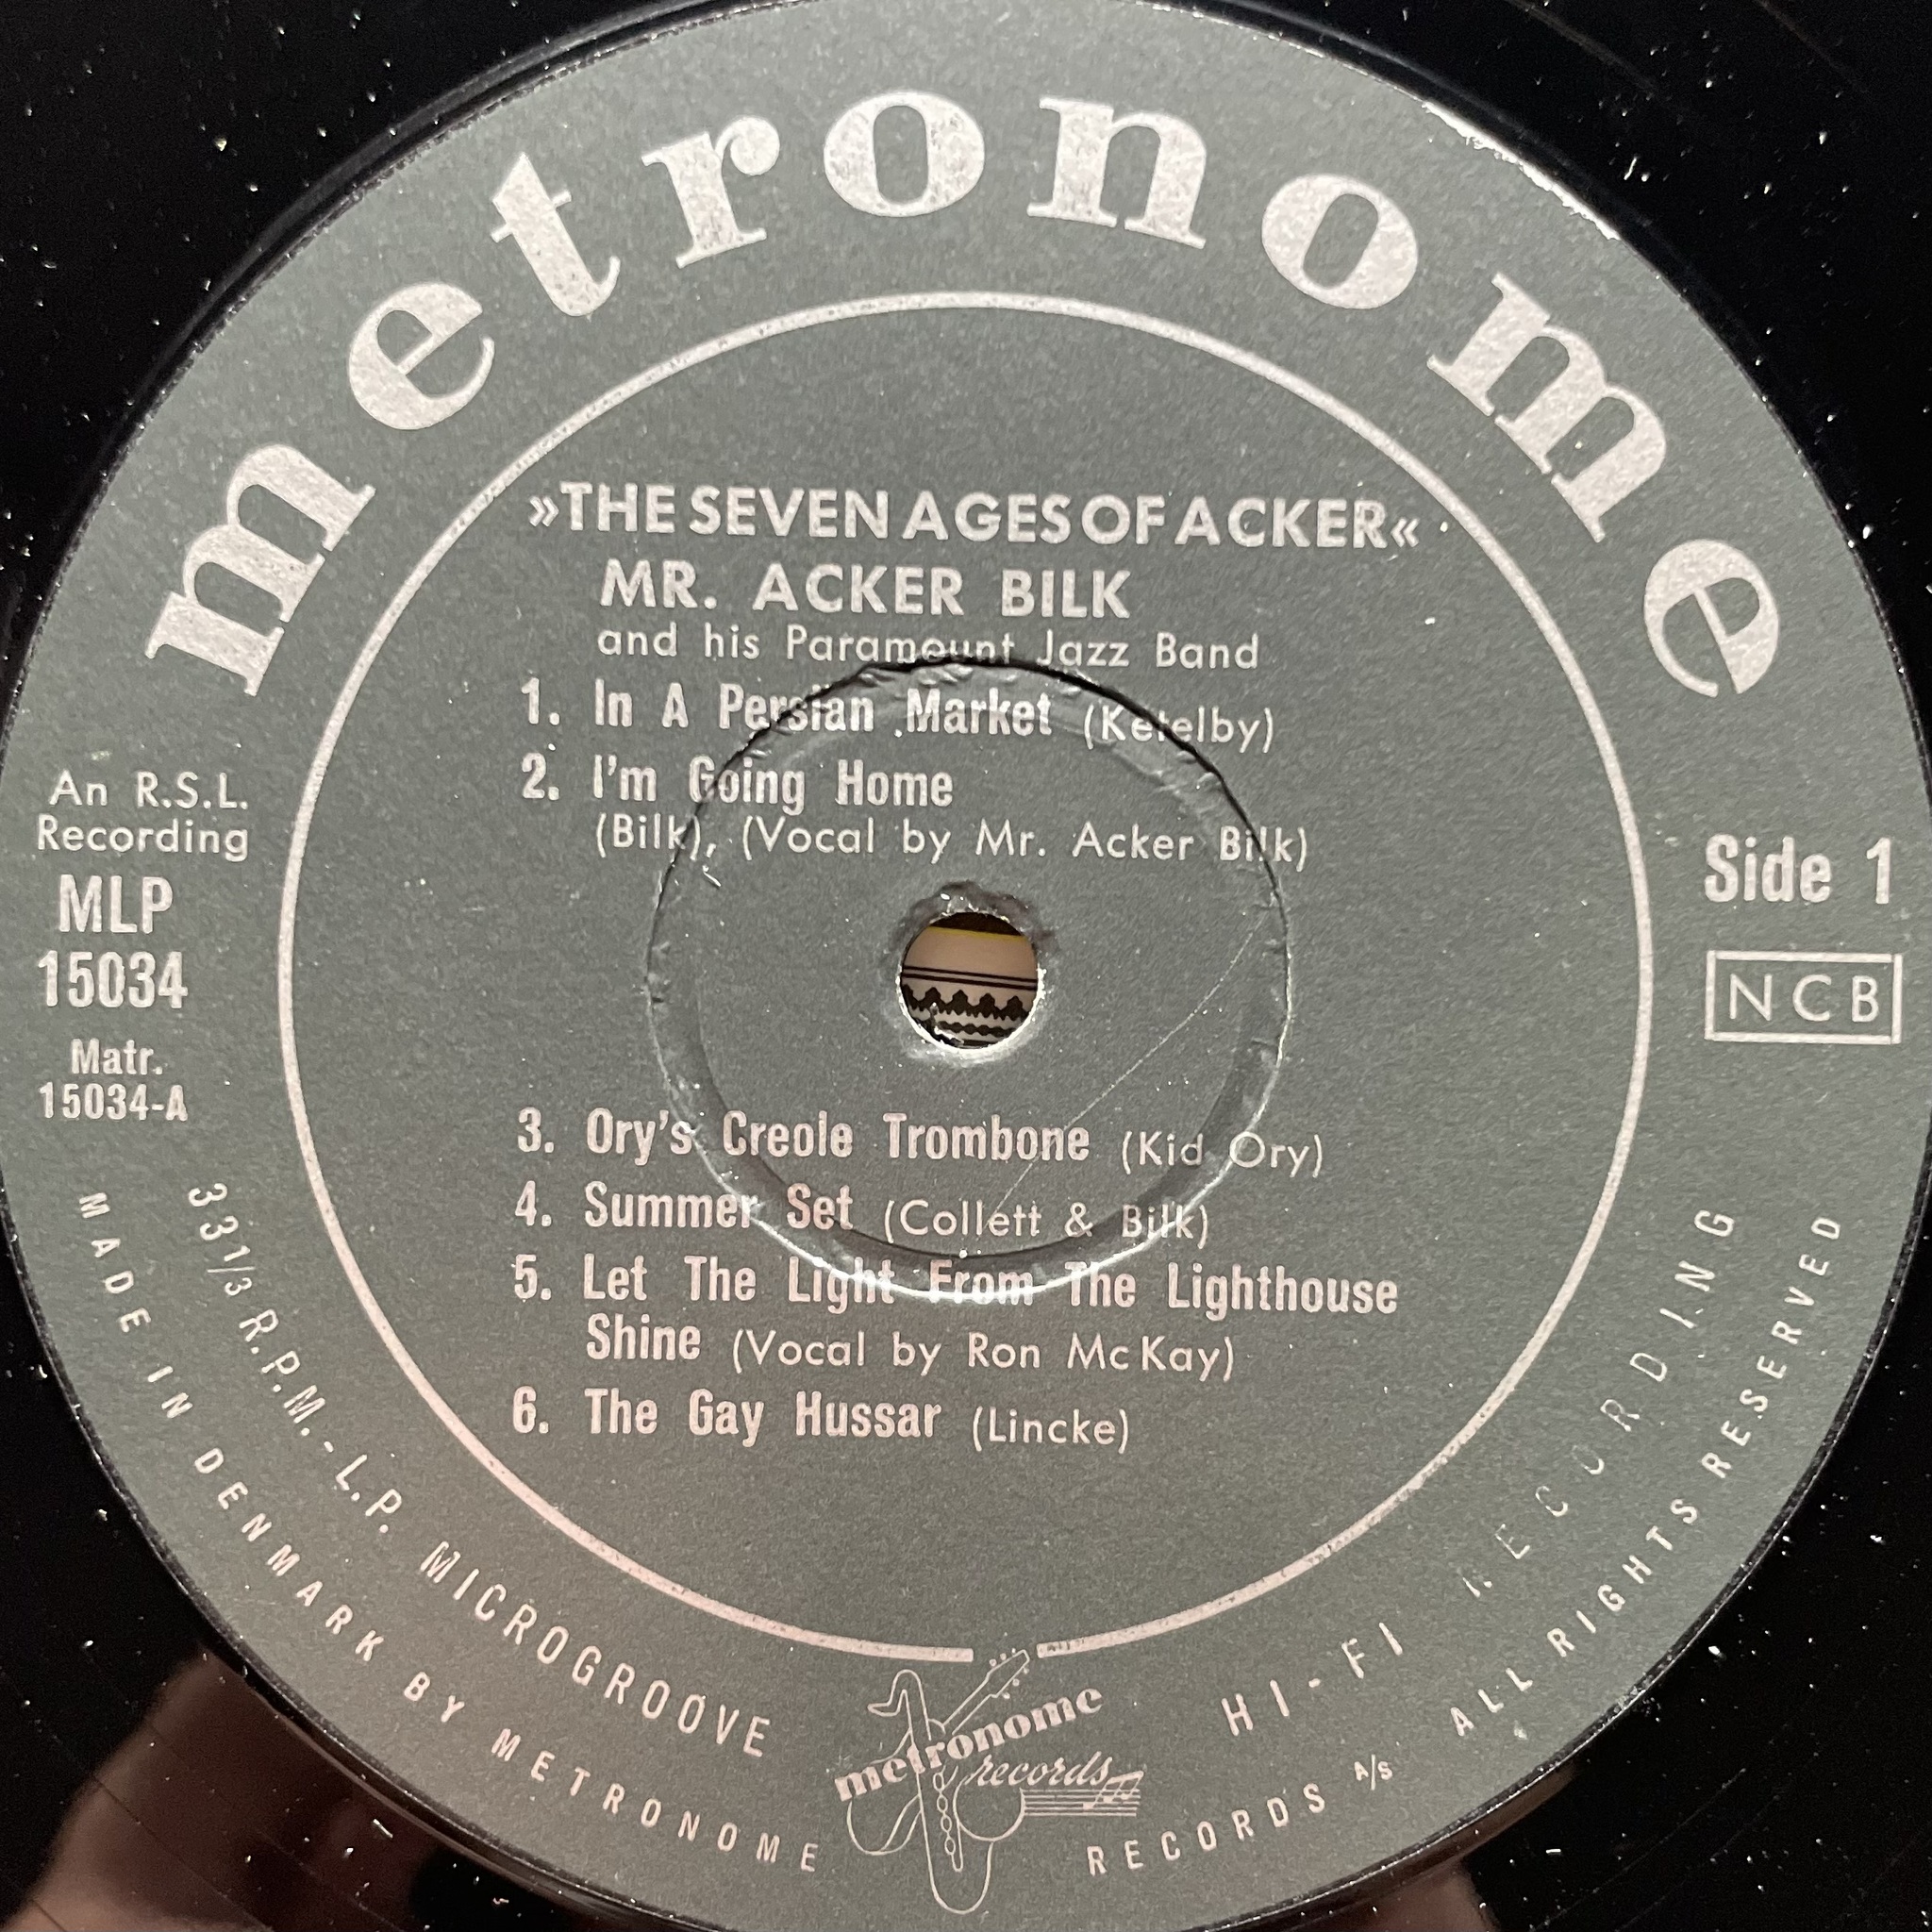 metronome
»THE SEVEN AGES OF ACKER«
MR. ACKER BILK
and his Paramount Jazz Band
1. In A Persian Market (Ketelby)
2. I'm Going Home
(Bilk), (Vocal by Mr. Acker Bilk)
An R.S.L.
Recording
MLP
15034
Matr.
15034-A
Side 1
NCB
3. Ory's Creole Trombone (Kid Ory)
4. Summer Set (Collett & Bilk)
5. Let The Light From The Lighthouse
Shine (Vocal by Ron McKay)
6. The Gay Hussar (Lincke)
33 1/3 R.P.M.-L.P. MICROGROOVE
HI-FI RECORDING
MADE IN DENMARK BY METRONOME RECORDS A/S ALL RIGHTS RESERVED
metronome
records